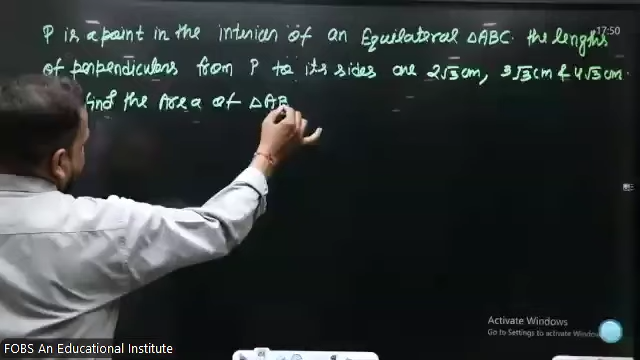 P is a point in the interior of an Equilateral △ABC. the lengths
17:50
of perpendiculars from P to its sides are 2√3 cm, 3√3 cm & 4√3 cm.
find the Area of △AB
Activate Windows
Go to Settings to activate Windows
FOBS An Educational Institute